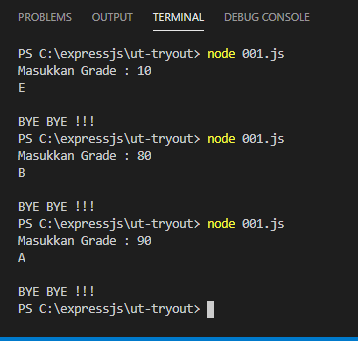 PROBLEMS OUTPUT TERMINAL DEBUG CONSOLE
PS C:\expressjs\ut-tryout> node 001.js
Masukkan Grade : 10
E
BYE BYE !!!
PS C:\expressjs\ut-tryout> node 001.js
Masukkan Grade : 80
B
BYE BYE !!!
PS C:\expressjs\ut-tryout> node 001.js
Masukkan Grade : 90
A
BYE BYE !!!
PS C:\expressjs\ut-tryout>